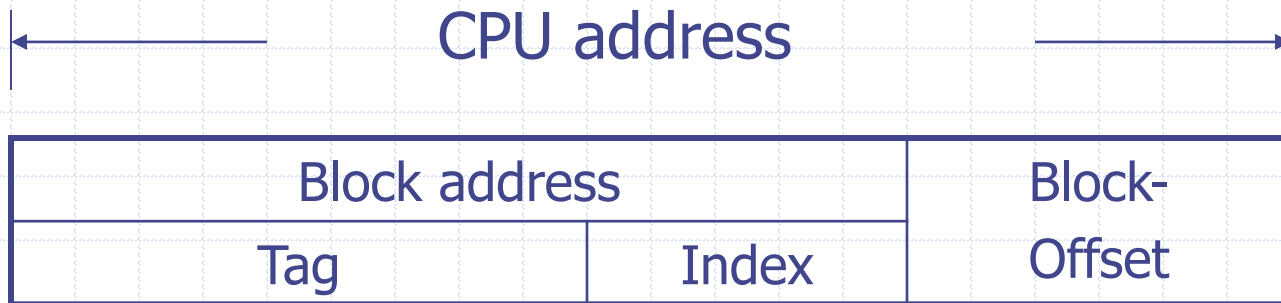 CPU address
Block address
Block-
Offset
Tag
Index